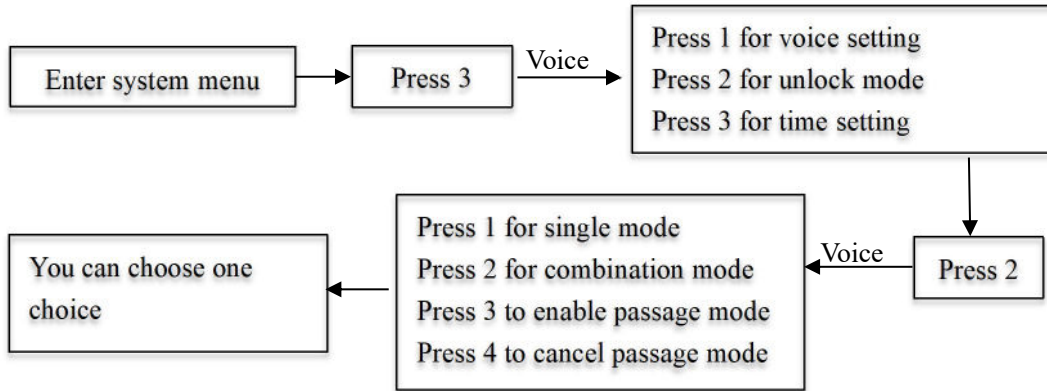 Enter system menu
Press 3
Voice
Press 1 for voice setting
Press 2 for unlock mode
Press 3 for time setting
Press 2
Voice
Press 1 for single mode
Press 2 for combination mode
Press 3 to enable passage mode
Press 4 to cancel passage mode
You can choose one
choice